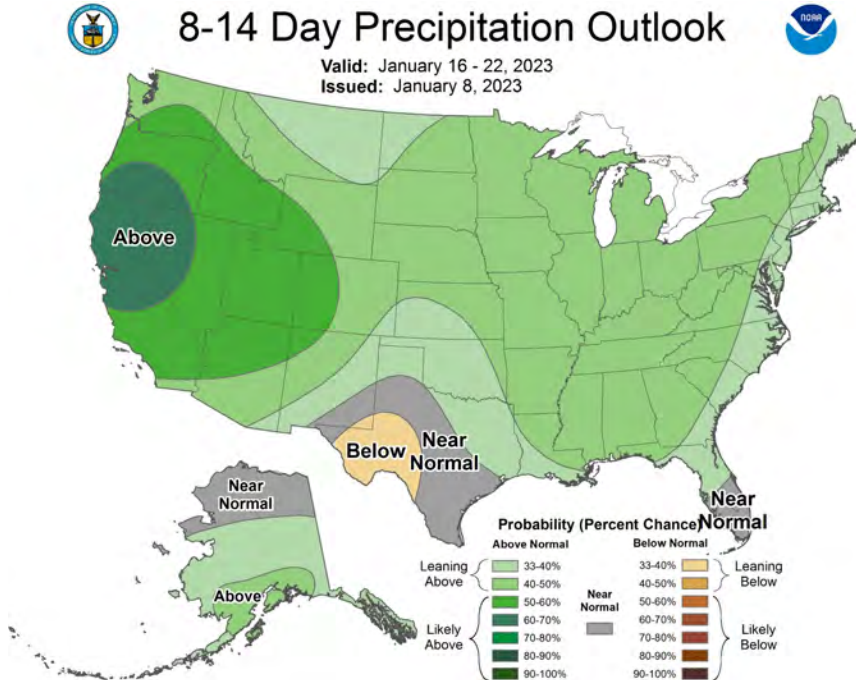 8-14 Day Precipitation Outlook
NOAA
Valid: January 16 - 22, 2023
Issued: January 8, 2023
Above
Below
Near
Normal
Near
Normal
Near
Normal
Above
Probability (Percent Chance)
Above Normal
Below Normal
Leaning
Above
33-40%
40-50%
33-40%
40-50%
Leaning
Below
Near
Normal
Likely
Above
50-60%
60-70%
70-80%
80-90%
90-100%
50-60%
60-70%
70-80%
80-90%
90-100%
Likely
Below